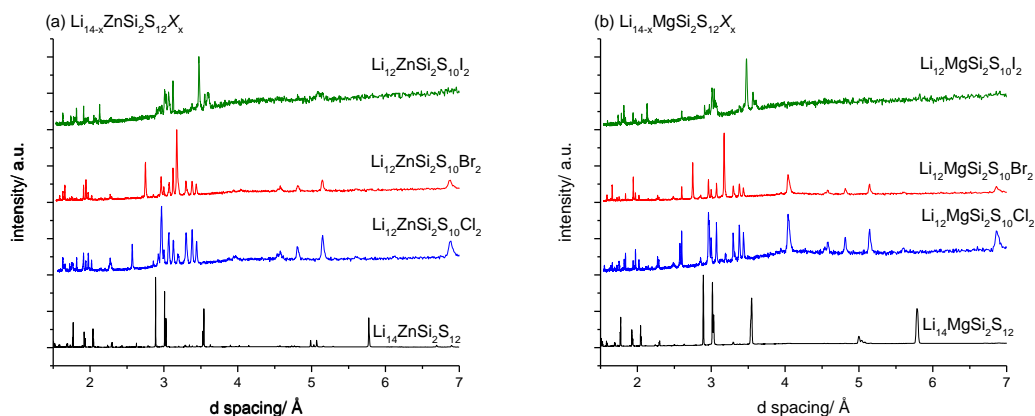 (a) Li₁₄₋ₓZnSi₂S₁₂Xₓ
intensity/ a.u.
Li₁₂ZnSi₂S₁₀I₂
Li₁₂ZnSi₂S₁₀Br₂
Li₁₂ZnSi₂S₁₀Cl₂
Li₁₄ZnSi₂S₁₂
2 3 4 5 6 7
d spacing/ Å
(b) Li₁₄₋ₓMgSi₂S₁₂Xₓ
intensity/ a.u.
Li₁₂MgSi₂S₁₀I₂
Li₁₂MgSi₂S₁₀Br₂
Li₁₂MgSi₂S₁₀Cl₂
Li₁₄MgSi₂S₁₂
2 3 4 5 6 7
d spacing/ Å